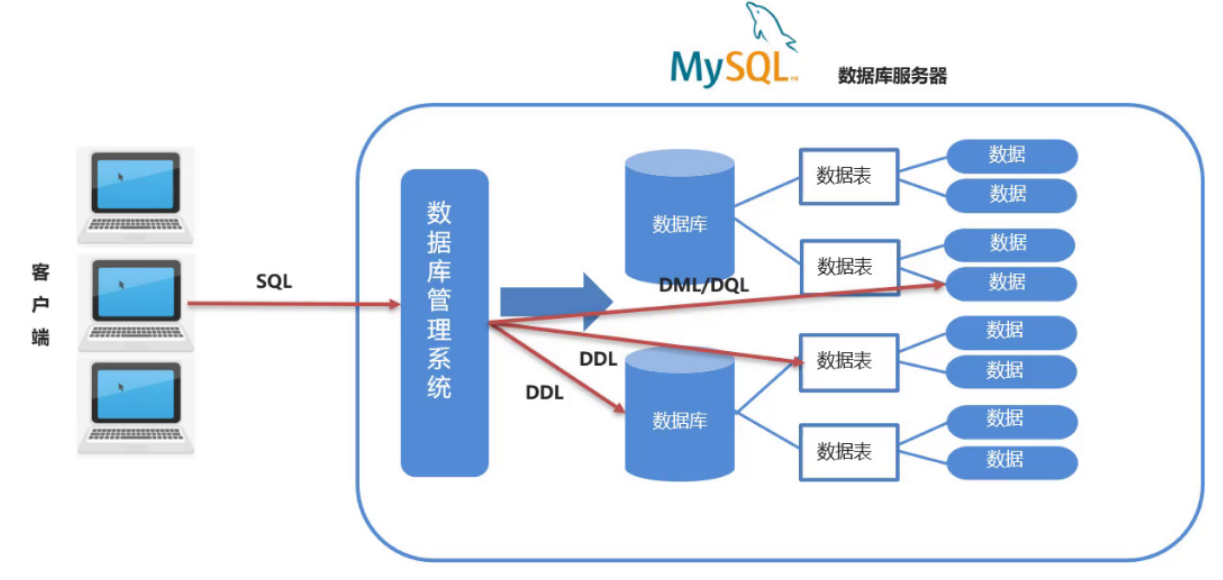 MySQL
数据库服务器
客户端
SQL
数据库管理系统
数据库
数据表
数据
数据
数据表
数据
数据
DML/DQL
DDL
DDL
数据库
数据表
数据
数据
数据表
数据
数据